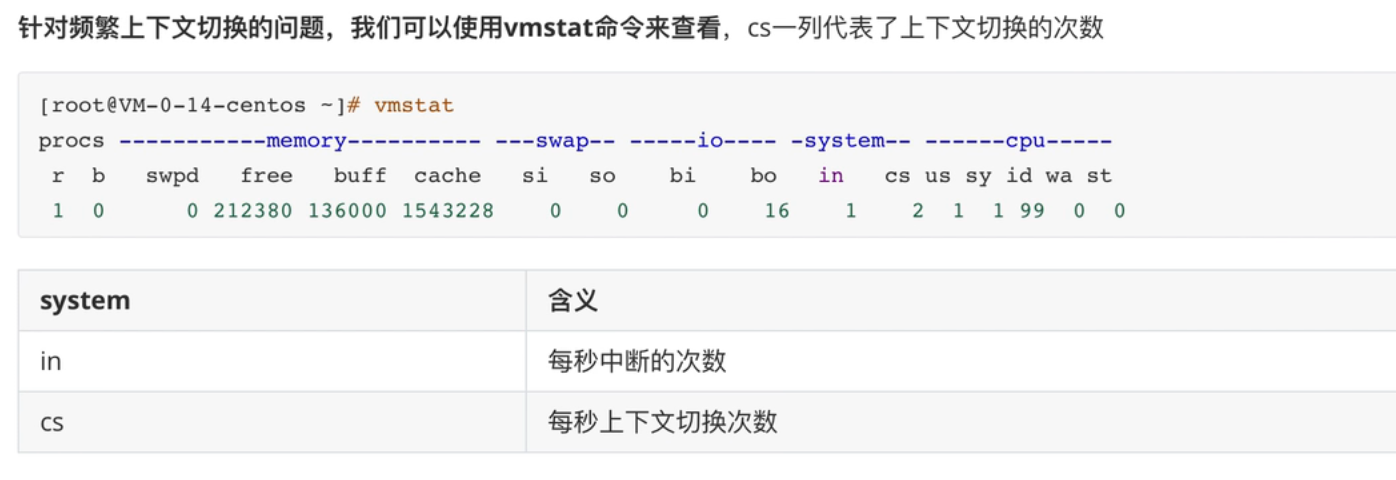 针对频繁上下文切换的问题，我们可以使用vmstat命令来查看，cs一列代表了上下文切换的次数
[root@VM-0-14-centos ~]# vmstat
procs -----------memory---------- ---swap-- -----io---- -system-- ------cpu-----
r b swpd free buff cache si so bi bo in cs us sy id wa st
1 0 0 212380 136000 1543228 0 0 0 16 1 2 1 1 99 0 0
system 含义
in 每秒中断的次数
cs 每秒上下文切换次数